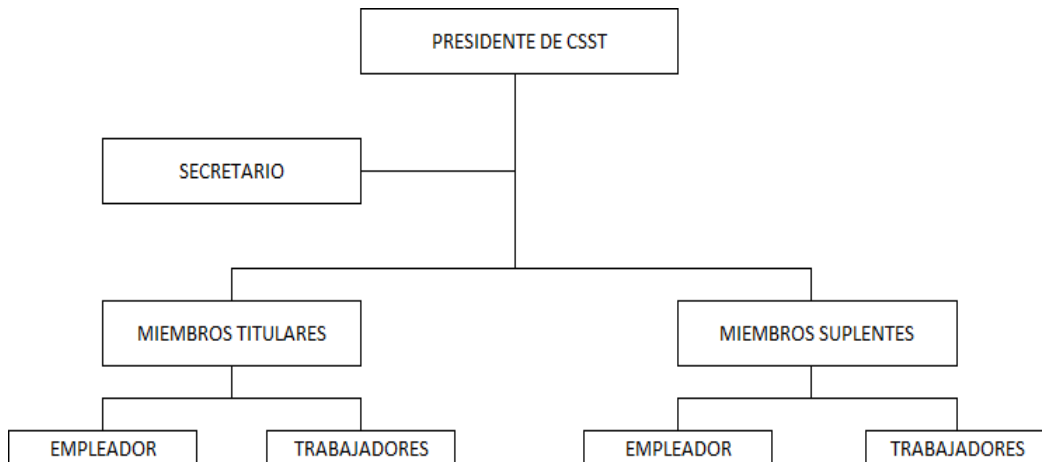 PRESIDENTE DE CSST
SECRETARIO
MIEMBROS TITULARES
MIEMBROS SUPLENTES
EMPLEADOR
TRABAJADORES
EMPLEADOR
TRABAJADORES